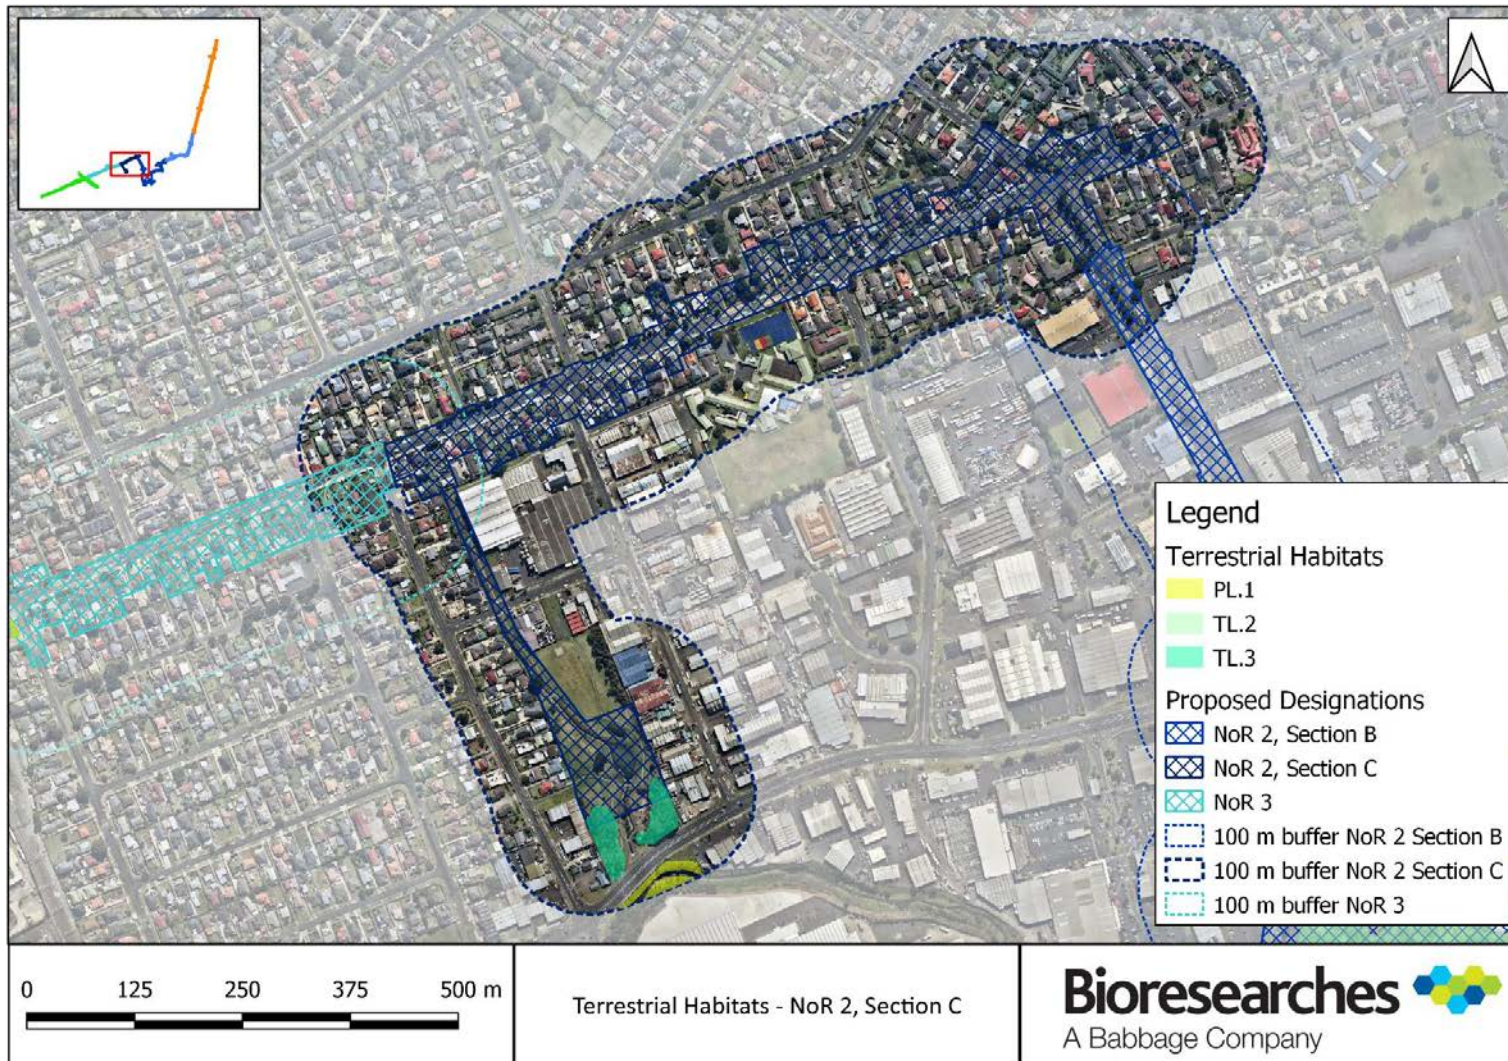 Legend
Terrestrial Habitats
PL.1
TL.2
TL.3
Proposed Designations
NoR 2, Section B
NoR 2, Section C
NoR 3
100 m buffer NoR 2 Section B
100 m buffer NoR 2 Section C
100 m buffer NoR 3
0 125 250 375 500 m
Terrestrial Habitats - NoR 2, Section C
Bioresearches
A Babbage Company